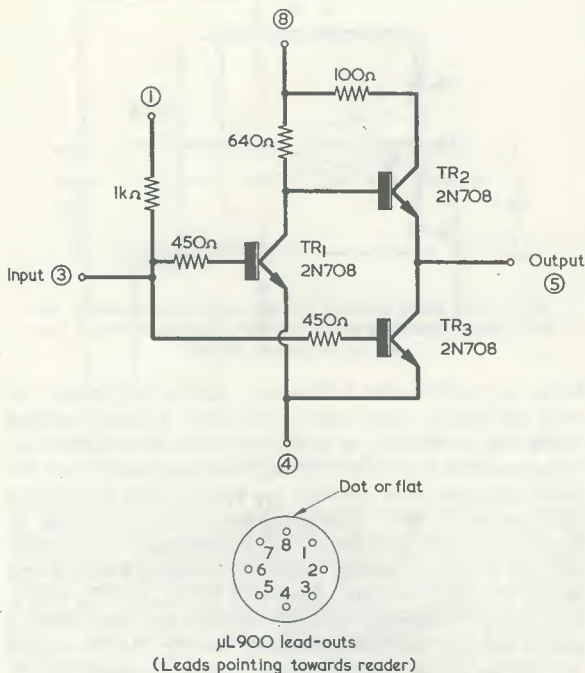 ⑧
100Ω
①
640Ω
TR2
2N708
1kΩ
450Ω
TR1
2N708
Input ③
Output
⑤
TR3
2N708
450Ω
④
Dot or flat
8
7
1
6
2
5
3
4
μL900 lead-outs
(Leads pointing towards reader)